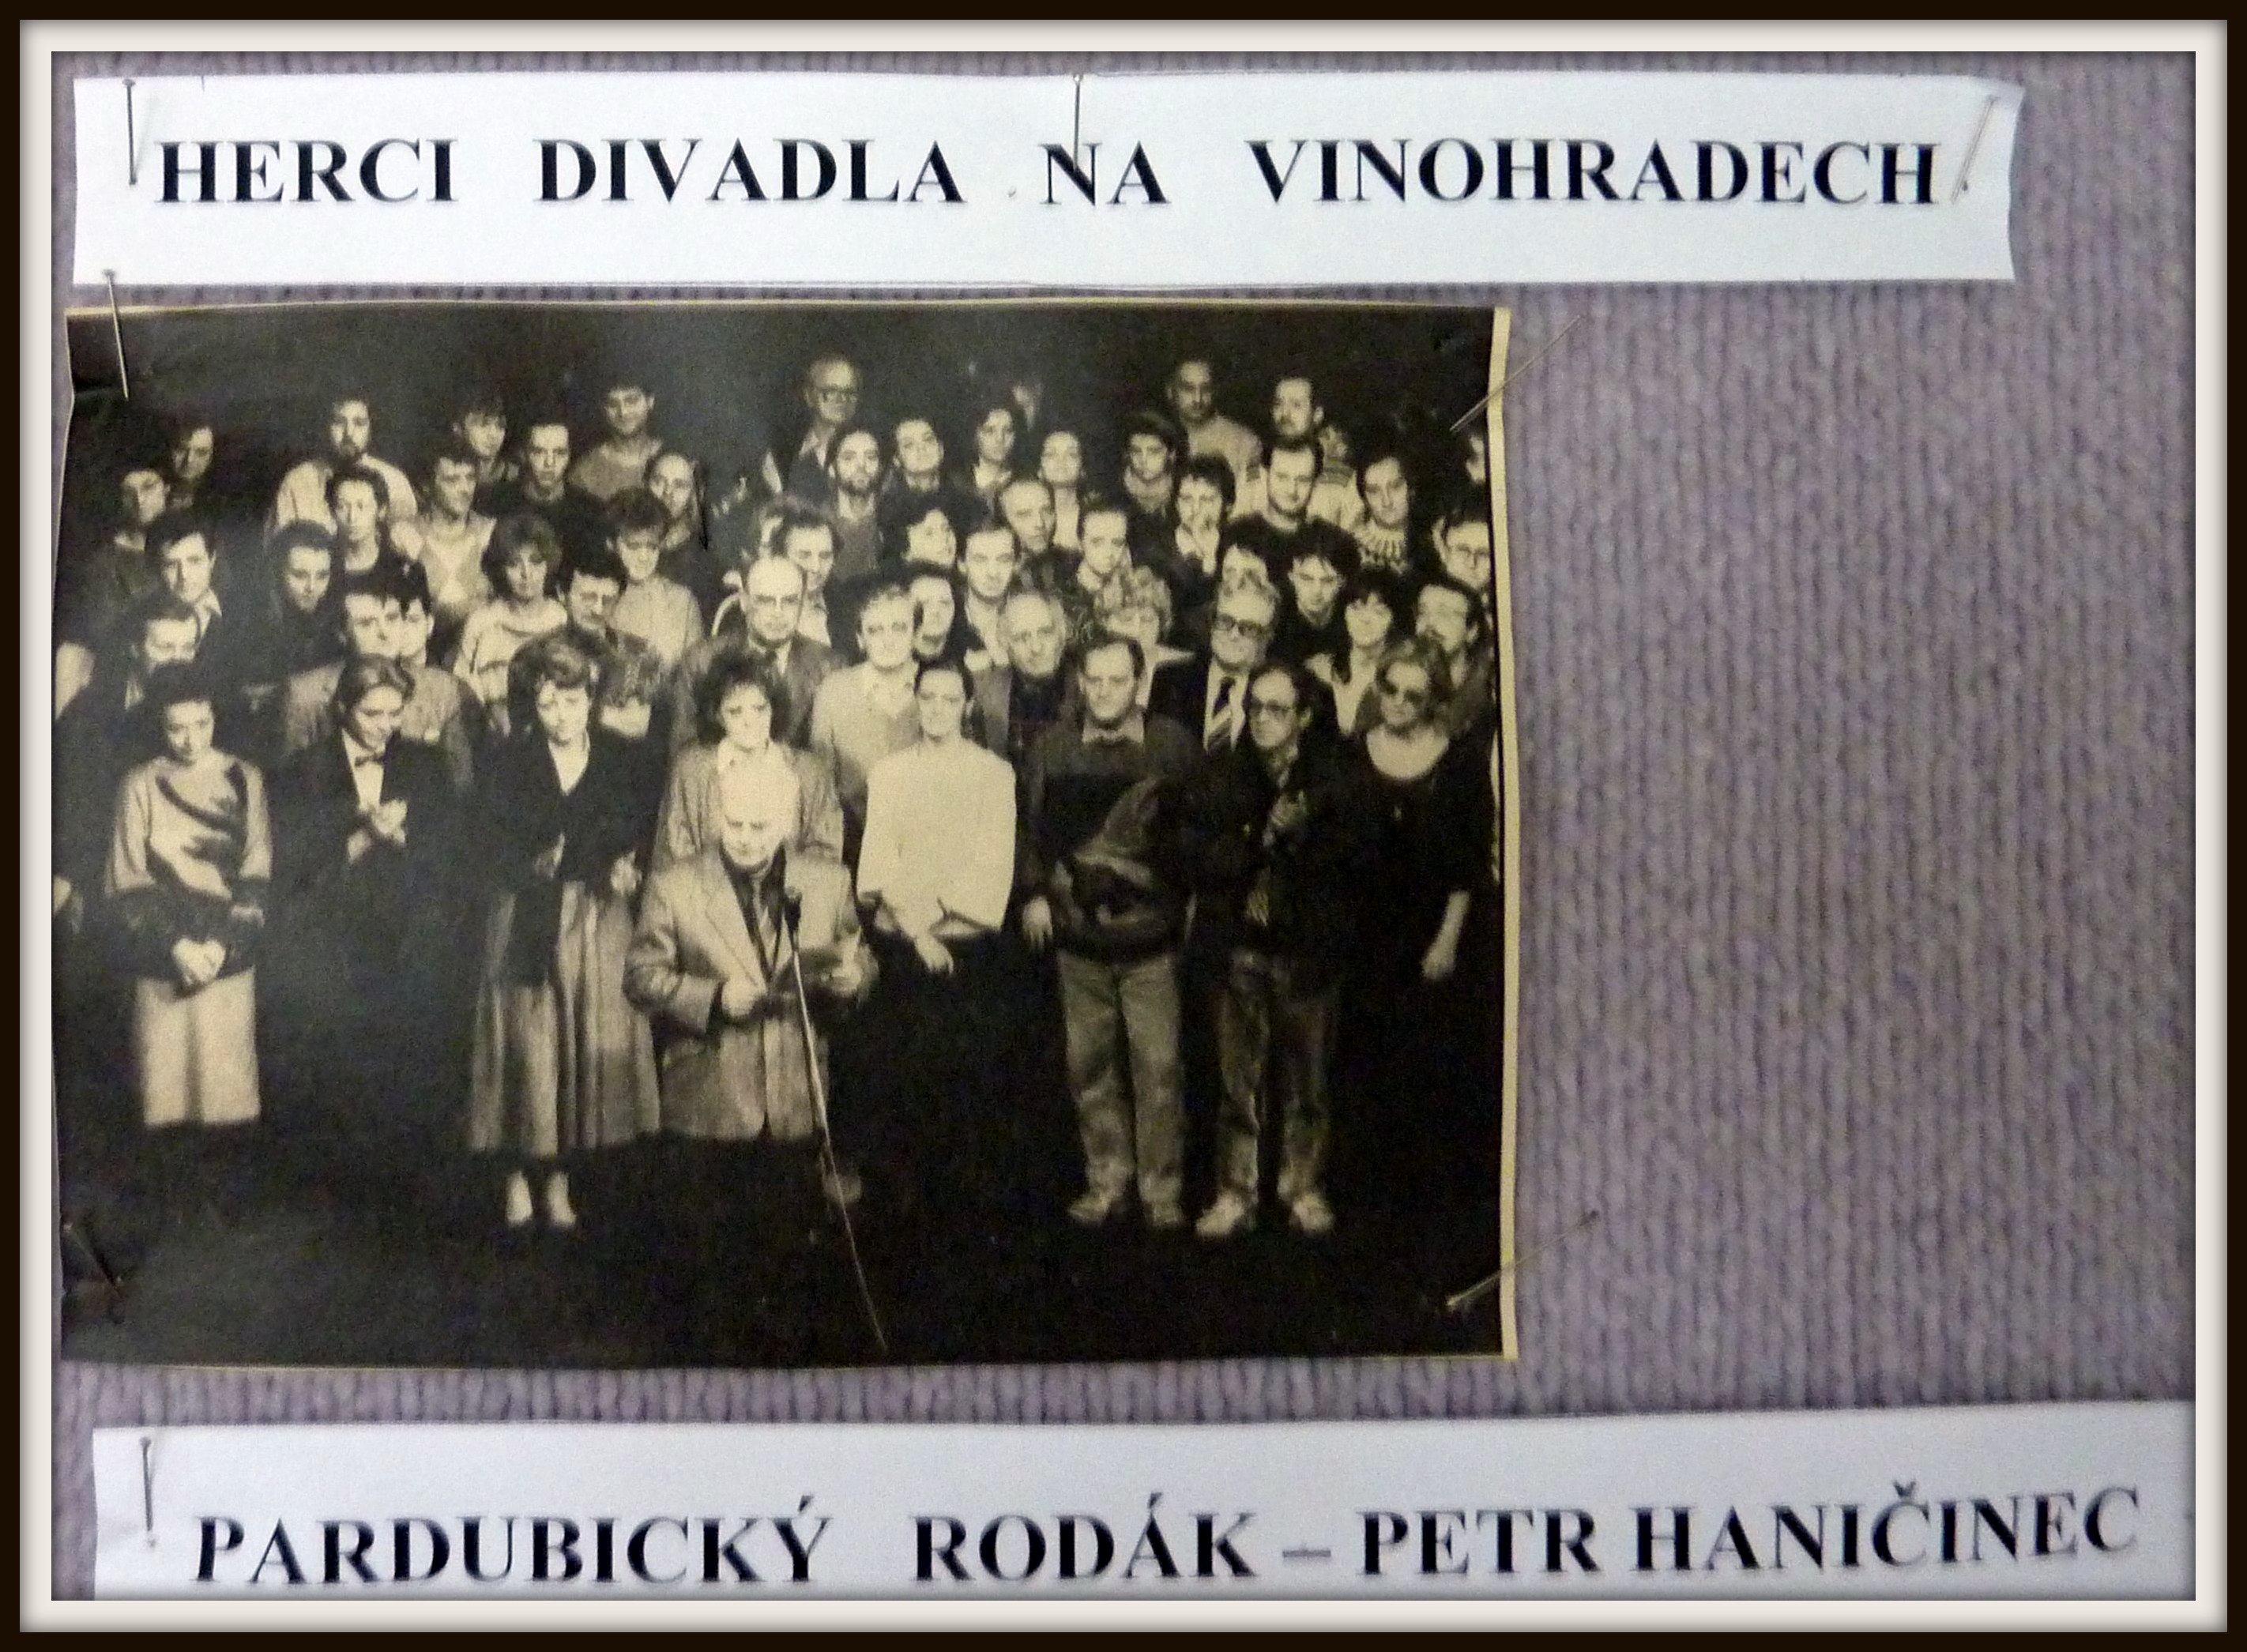 HERCI DIVADLA NA VINOHRADECH
PARDUBICKÝ RODÁK – PETR HANIČINEC